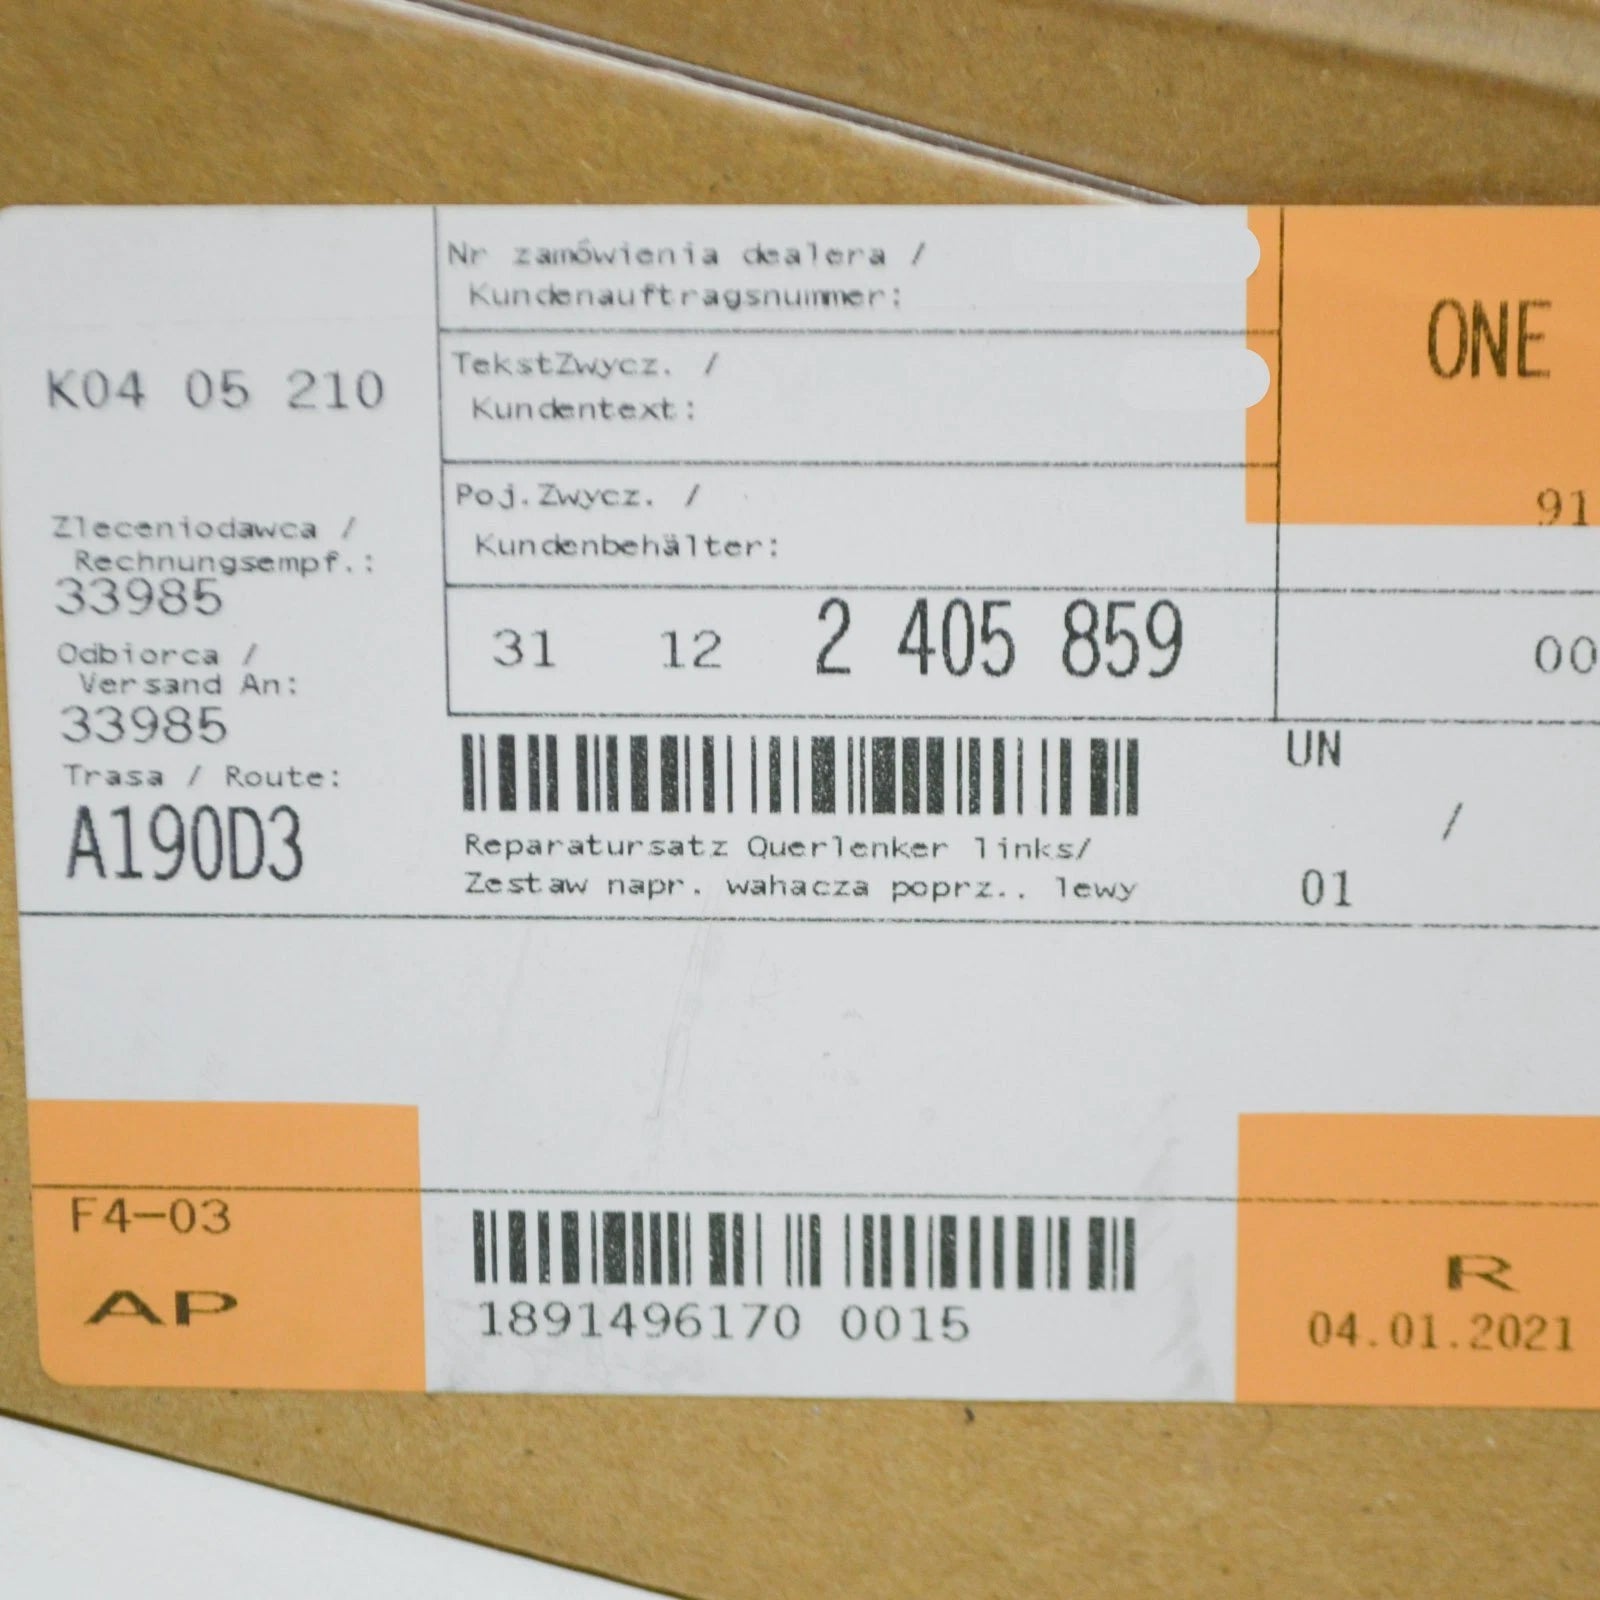 K04 05 210
Zleceniodawca /
Rechnungsempf.:
33985
Odbiorca /
Versand An:
33985
Trasa / Route:
A190D3
Nr zamówienia dealera /
Kundenauftragsnummer:
TekstZwycz. /
Kundentext:
Poj.Zwycz. /
Kundenbehälter:
31 12 2 405 859
Reparatursatz Querlenker links/
Zestaw napr. wahacza poprz.. lewy
ONE
91
00
UN
/
01
F4-03
AP
1891496170 0015
R
04.01.2021